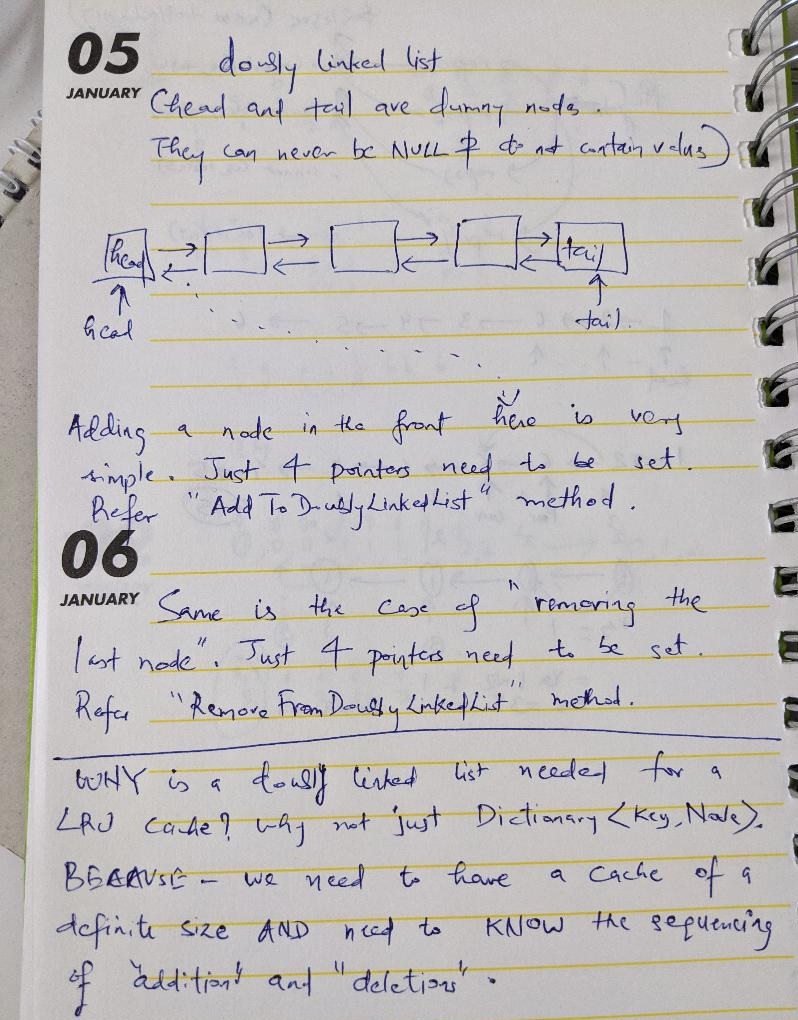 05
JANUARY
dously linked list
(head and tail are dummy nodes.
They can never be NULL & do not contain values)
head
tail
head
tail.
Adding a node in the front here is very
simple. Just 4 pointers need to be set.
Refer "Add To DoublyLinkedList" method.
06
JANUARY
Same is the case of "removing the
last node". Just 4 pointers need to be set.
Refer "Remove From Doubly LinkedList" method.
WHY is a doubly linked list needed for a
LRU cache? why not just Dictionary <Key, Node>.
BECAUSE - we need to have a cache of a
definite size AND need to KNOW the sequencing
of "addition" and "deletions".